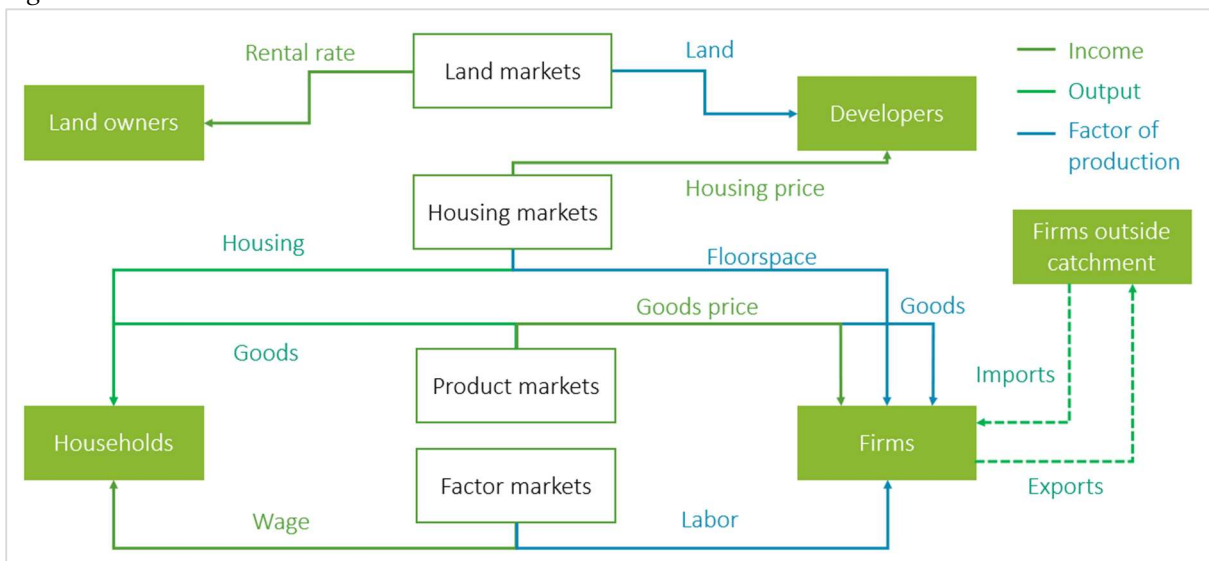 Rental rate
Land markets
Land
Income
Land owners
Developers
Output
Factor of
production
Housing price
Housing markets
Firms outside
catchment
Housing
Floorspace
Goods price
Goods
Goods
Product markets
Imports
Households
Firms
Factor markets
Exports
Wage
Labor